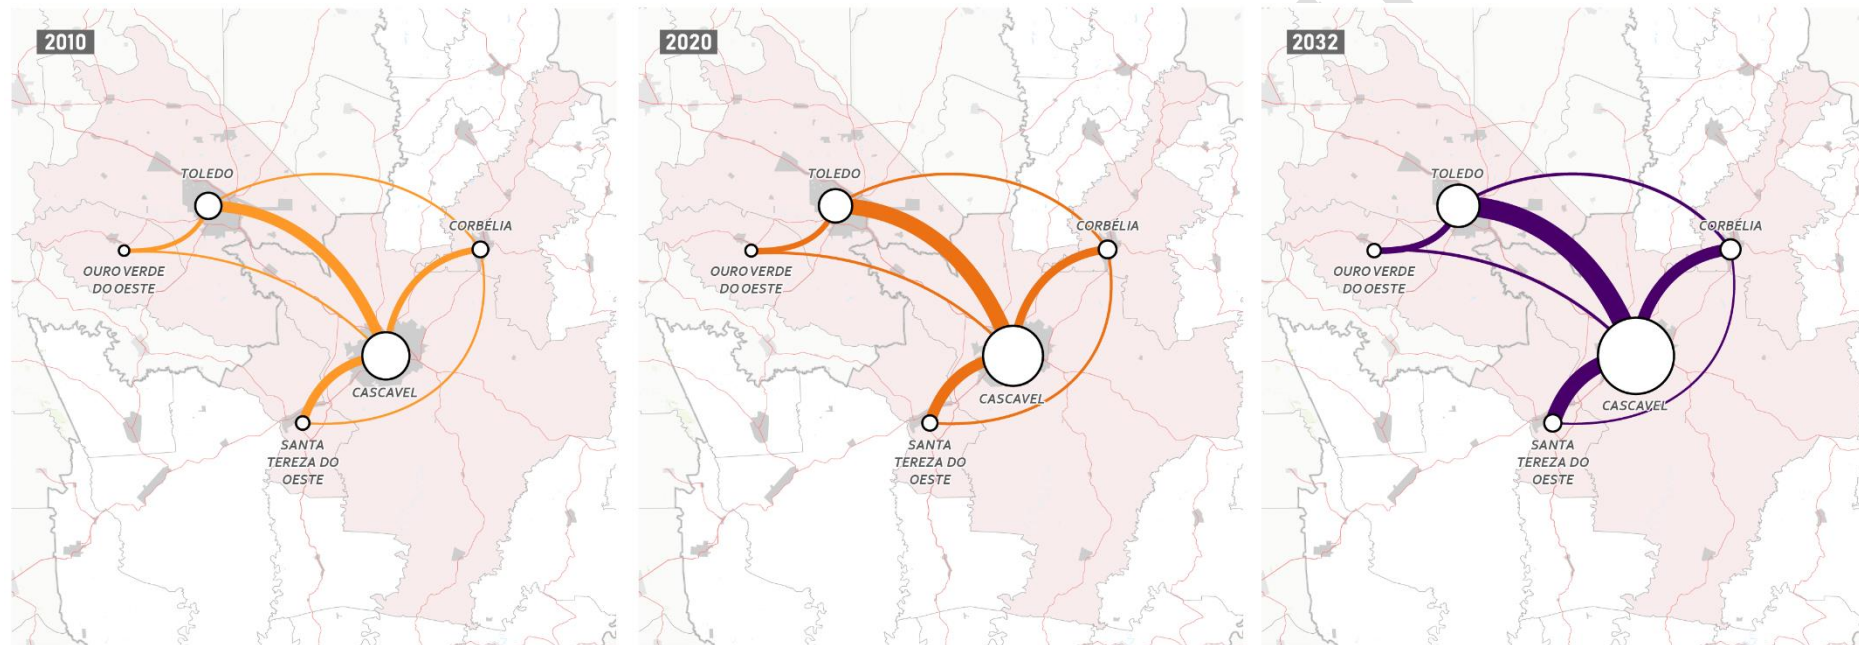 2010
TOLEDO
CORBÉLIA
OURO VERDE
DO OESTE
CASCAVEL
SANTA
TEREZA DO
OESTE
2020
TOLEDO
CORBÉLIA
OURO VERDE
DO OESTE
CASCAVEL
SANTA
TEREZA DO
OESTE
2032
TOLEDO
CORBÉLIA
OURO VERDE
DO OESTE
CASCAVEL
SANTA
TEREZA DO
OESTE